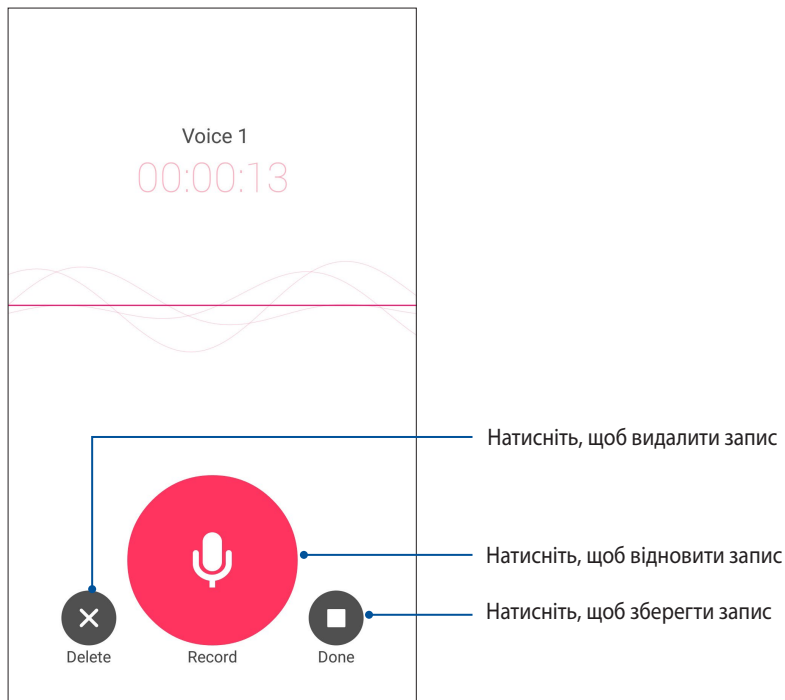 Voice 1
00:00:13
Натисніть, щоб видалити запис
Натисніть, щоб відновити запис
Натисніть, щоб зберегти запис
Delete
Record
Done